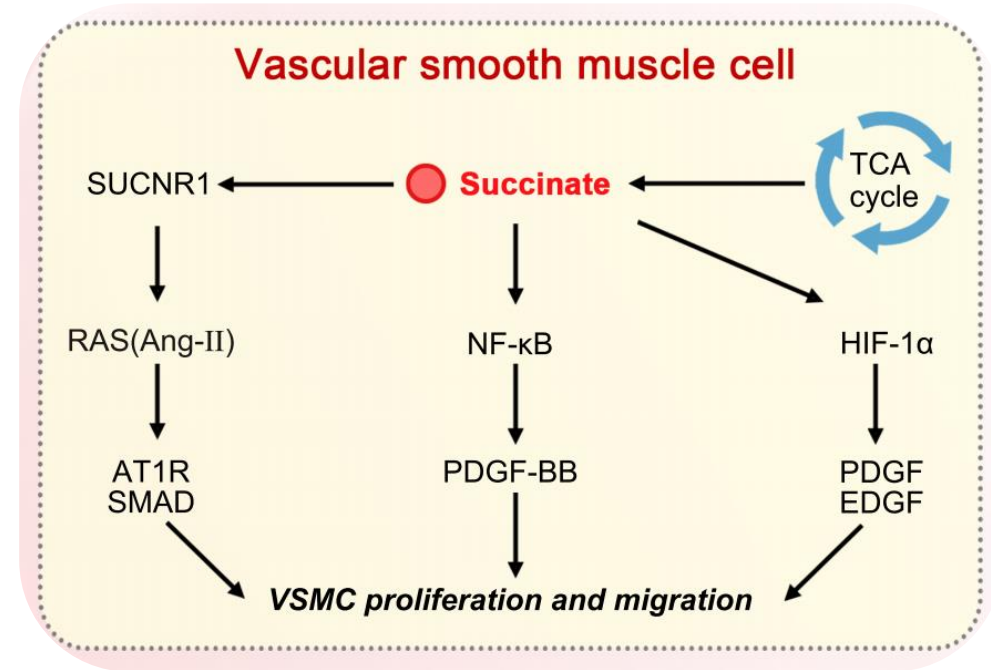 Vascular smooth muscle cell
SUCNR1
Succinate
TCA
cycle
RAS(Ang-II)
NF-κB
HIF-1α
AT1R
SMAD
PDGF-BB
PDGF
EDGF
VSMC proliferation and migration